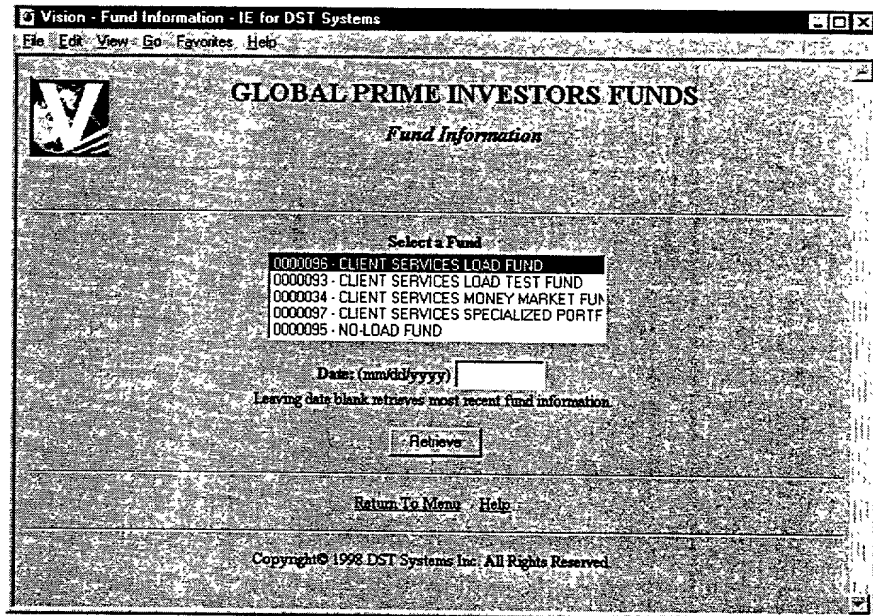 Vision - Fund Information - IE for DST Systems
File Edit View Go Favorites Help
GLOBAL PRIME INVESTORS FUNDS
Fund Information
Select a Fund
0000096 - CLIENT SERVICES LOAD FUND
0000093 - CLIENT SERVICES LOAD TEST FUND
0000034 - CLIENT SERVICES MONEY MARKET FUN
0000097 - CLIENT SERVICES SPECIALIZED PORTF
0000095 - NO-LOAD FUND
Date: (mm/dd/yyyy)
Leaving date blank retrieves most recent fund information.
Retrieve
Return To Menu Help
Copyright© 1998 DST Systems Inc. All Rights Reserved.